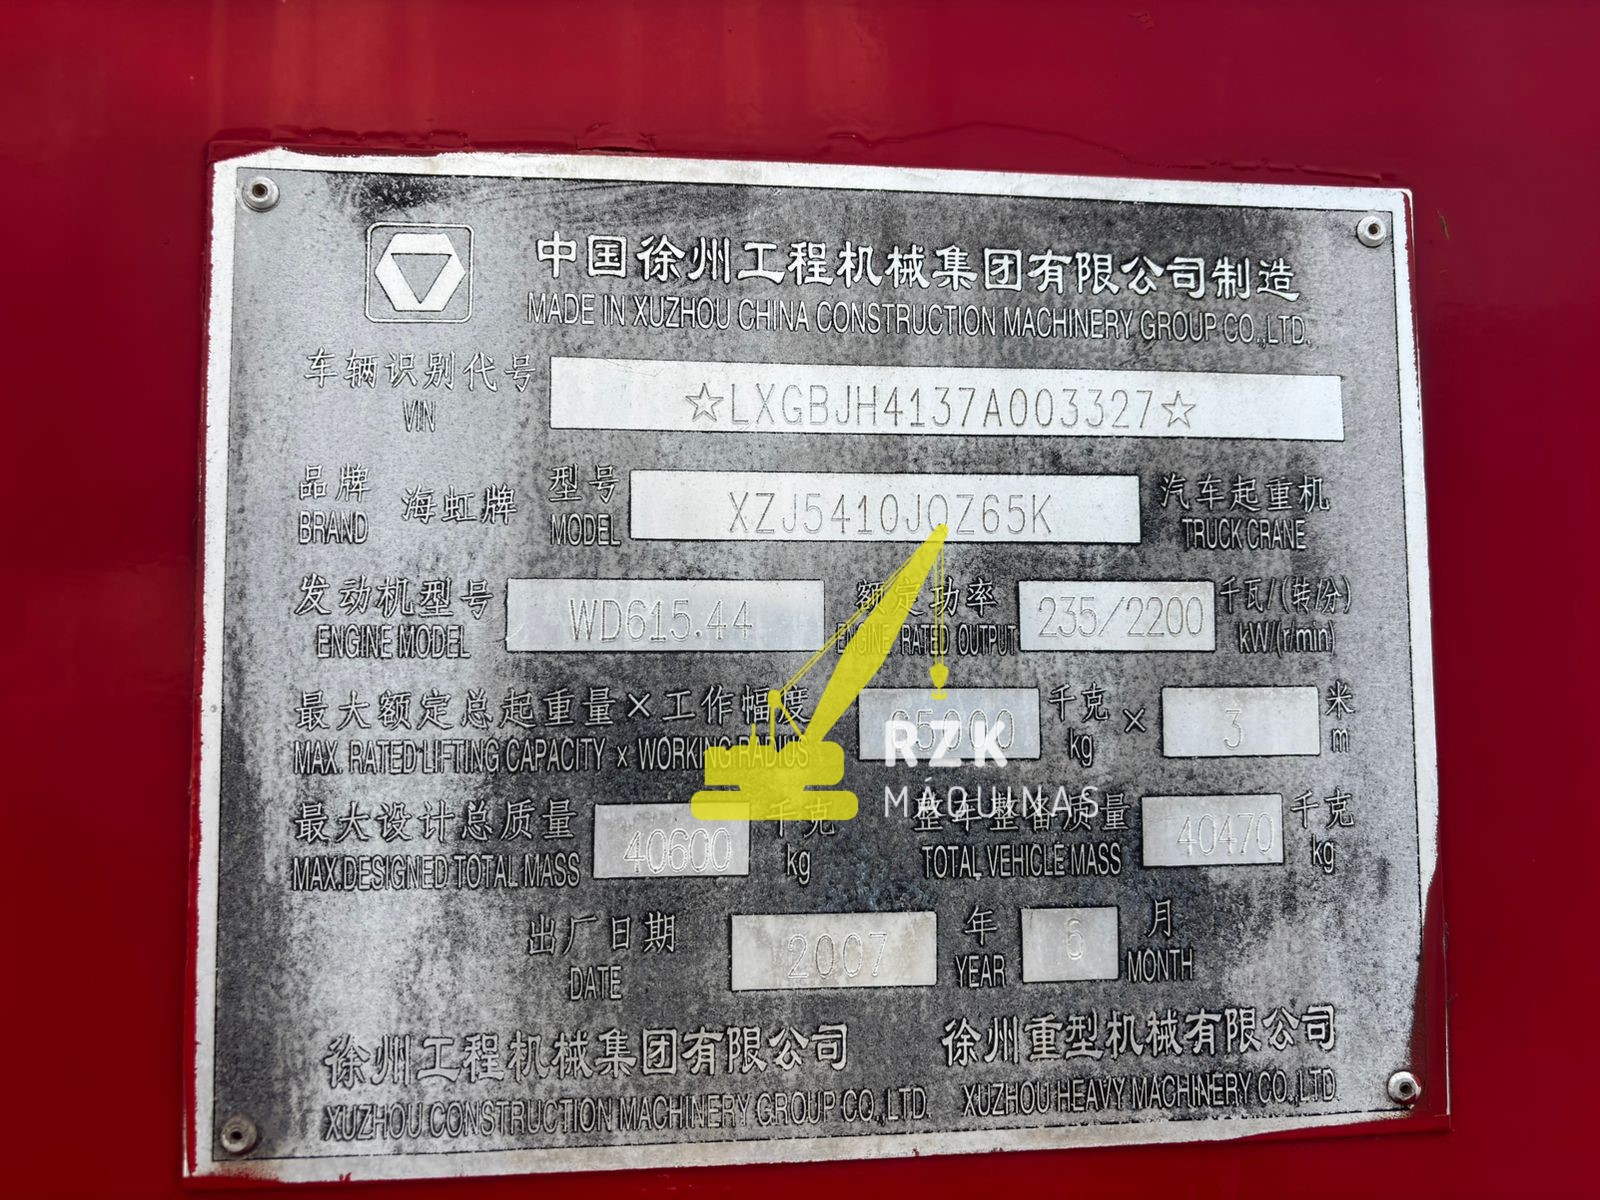 中国徐州工程机械集团有限公司制造
MADE IN XUZHOU CHINA CONSTRUCTION MACHINERY GROUP CO.,LTD.
车辆识别代号 ☆LXGBJH4137A003327☆
VIN
品牌 海虹牌 型号 XZJ5410JQZ65K 汽车起重机
BRAND MODEL TRUCK CRANE
发动机型号 WD615.44 额定功率 235/2200 千瓦/(转/分)
ENGINE MODEL ENGINE RATED OUTPUT kW/(r/min)
最大额定总起重量×工作幅度 65000 千克 × 3 米
MAX. RATED LIFTING CAPACITY × WORKING RADIUS kg m
RZK
MÁQUINAS
最大设计总质量 40600 千克 整车整备质量 40470 千克
MAX.DESIGNED TOTAL MASS kg TOTAL VEHICLE MASS kg
出厂日期 2007 年 6 月
DATE YEAR MONTH
徐州工程机械集团有限公司 徐州重型机械有限公司
XUZHOU CONSTRUCTION MACHINERY GROUP CO.,LTD. XUZHOU HEAVY MACHINERY CO.,LTD.